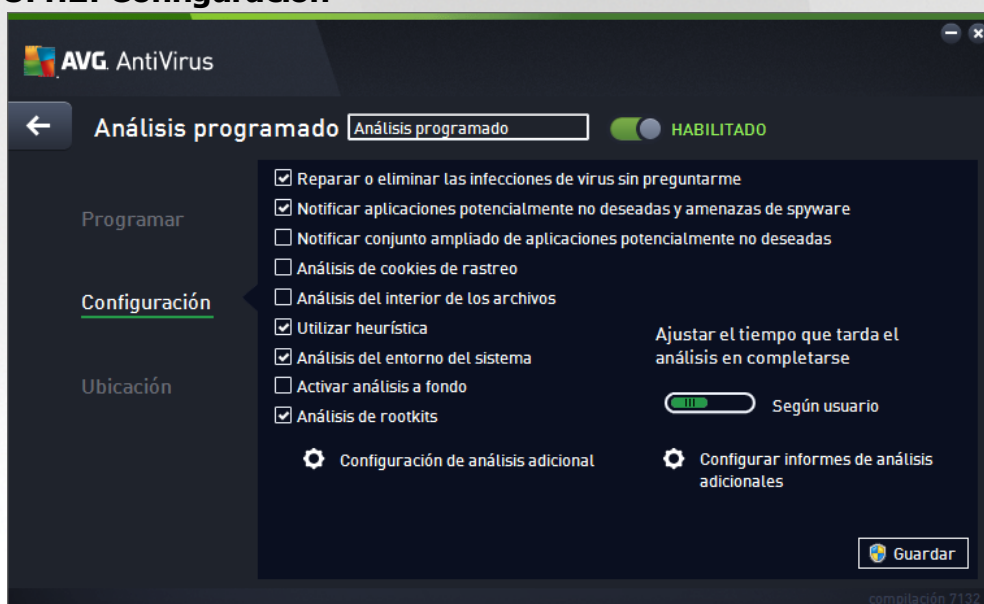 Configuración
AVG. AntiVirus
Análisis programado
Análisis programado
HABILITADO
Programar
Configuración
Ubicación
Reparar o eliminar las infecciones de virus sin preguntarme
Notificar aplicaciones potencialmente no deseadas y amenazas de spyware
Notificar conjunto ampliado de aplicaciones potencialmente no deseadas
Análisis de cookies de rastreo
Análisis del interior de los archivos
Utilizar heurística
Análisis del entorno del sistema
Activar análisis a fondo
Análisis de rootkits
Ajustar el tiempo que tarda el
análisis en completarse
Según usuario
Configuración de análisis adicional
Configurar informes de análisis
adicionales
Guardar
compilación 7132